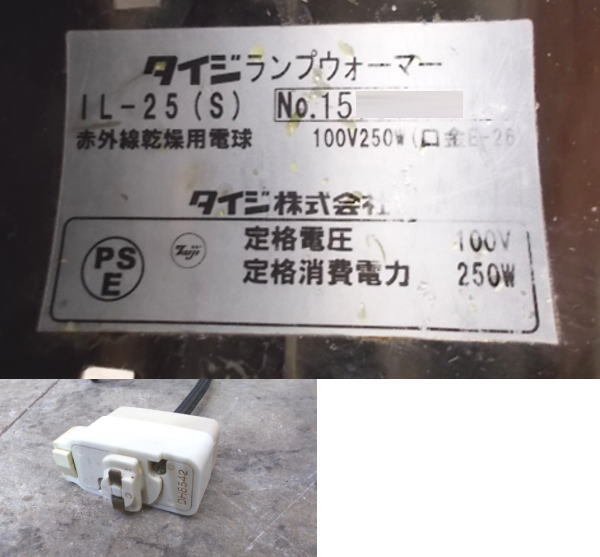 タイジランプウォーマー
IL-25(S) No.15
赤外線乾燥用電球 100V250W(口金E-26
タイジ株式会社
PS
E
Taiji
定格電圧 100V
定格消費電力 250W
DH8542